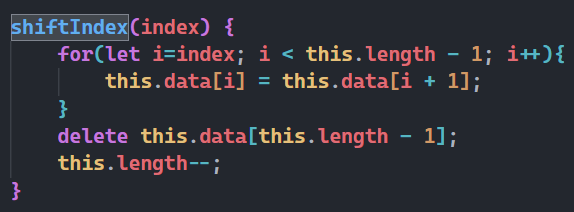 shiftIndex(index) {
    for(let i=index; i < this.length - 1; i++){
        this.data[i] = this.data[i + 1];
    }
    delete this.data[this.length - 1];
    this.length--;
}